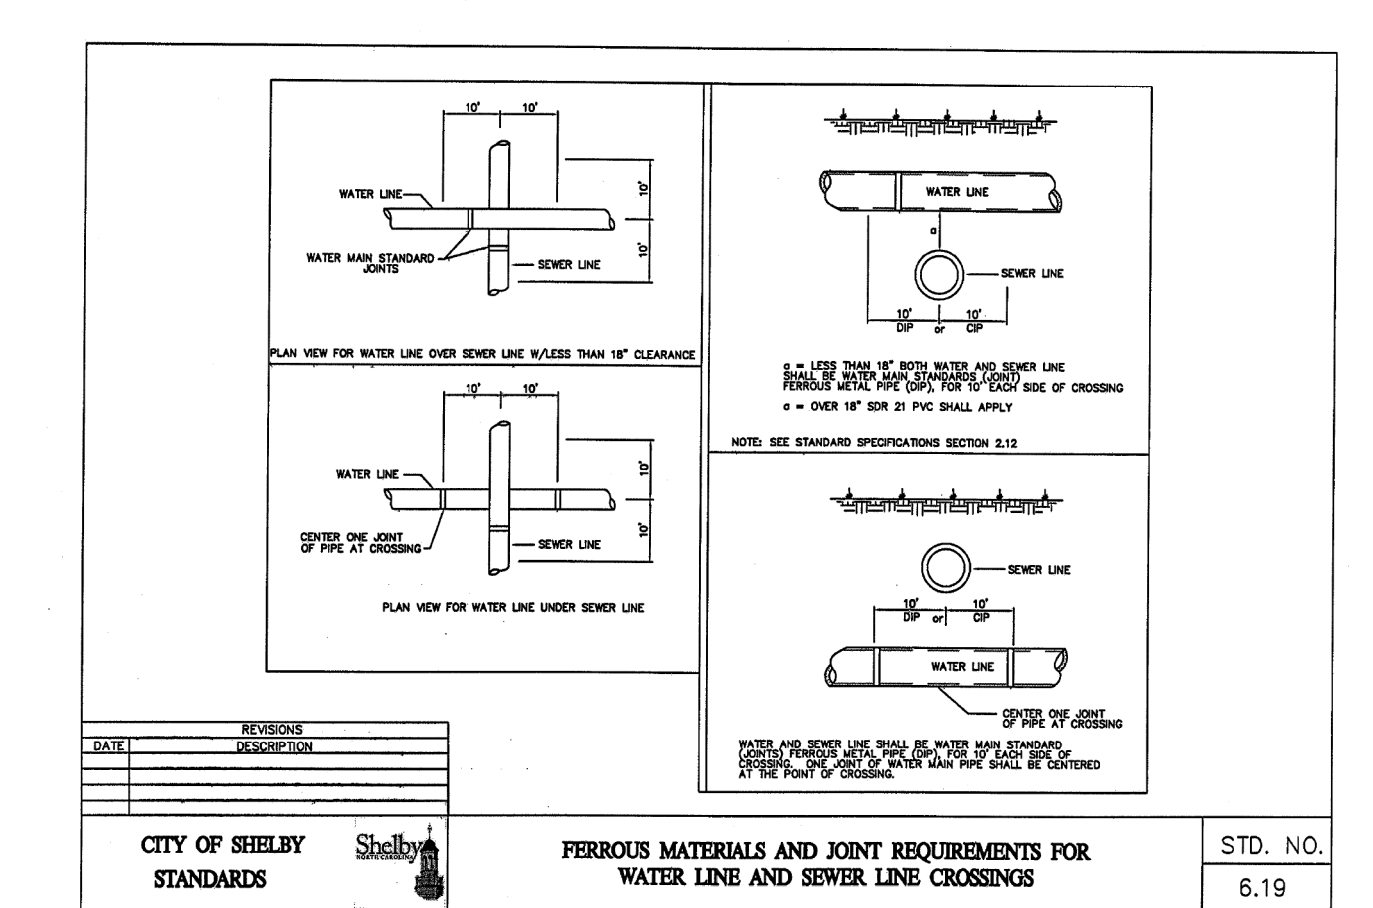 10' 10'
WATER LINE
10'
10'
WATER MAIN STANDARD
JOINTS
SEWER LINE
PLAN VIEW FOR WATER LINE OVER SEWER LINE W/LESS THAN 18" CLEARANCE
10' 10'
WATER LINE
10'
10'
CENTER ONE JOINT
OF PIPE AT CROSSING
SEWER LINE
PLAN VIEW FOR WATER LINE UNDER SEWER LINE
WATER LINE
a
SEWER LINE
10' 10'
DIP or CIP
a = LESS THAN 18" BOTH WATER AND SEWER LINE
SHALL BE WATER MAIN STANDARDS (JOINT)
FERROUS METAL PIPE (DIP), FOR 10' EACH SIDE OF CROSSING
a = OVER 18" SDR 21 PVC SHALL APPLY
NOTE: SEE STANDARD SPECIFICATIONS SECTION 2.12
SEWER LINE
10' 10'
DIP or CIP
WATER LINE
CENTER ONE JOINT
OF PIPE AT CROSSING
WATER AND SEWER LINE SHALL BE WATER MAIN STANDARD
(JOINTS) FERROUS METAL PIPE (DIP), FOR 10' EACH SIDE OF
CROSSING. ONE JOINT OF WATER MAIN PIPE SHALL BE CENTERED
AT THE POINT OF CROSSING.
REVISIONS
DATE DESCRIPTION
CITY OF SHELBY
STANDARDS
Shelby
NORTH CAROLINA
FERROUS MATERIALS AND JOINT REQUIREMENTS FOR
WATER LINE AND SEWER LINE CROSSINGS
STD. NO.
6.19